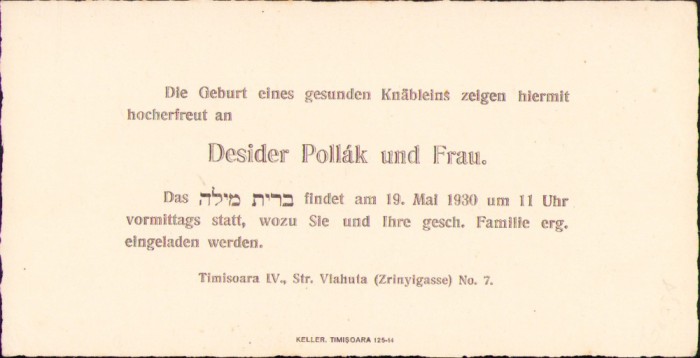 Die Geburt eines gesunden Knäbleins zeigen hiermit
hocherfreut an
Desider Pollák und Frau.
Das ברית מילה findet am 19. Mai 1930 um 11 Uhr
vormittags statt, wozu Sie und Ihre gesch. Familie erg.
eingeladen werden.
Timisoara IV., Str. Vlahuta (Zrinyigasse) No. 7.
KELLER, TIMIȘOARA 125-14